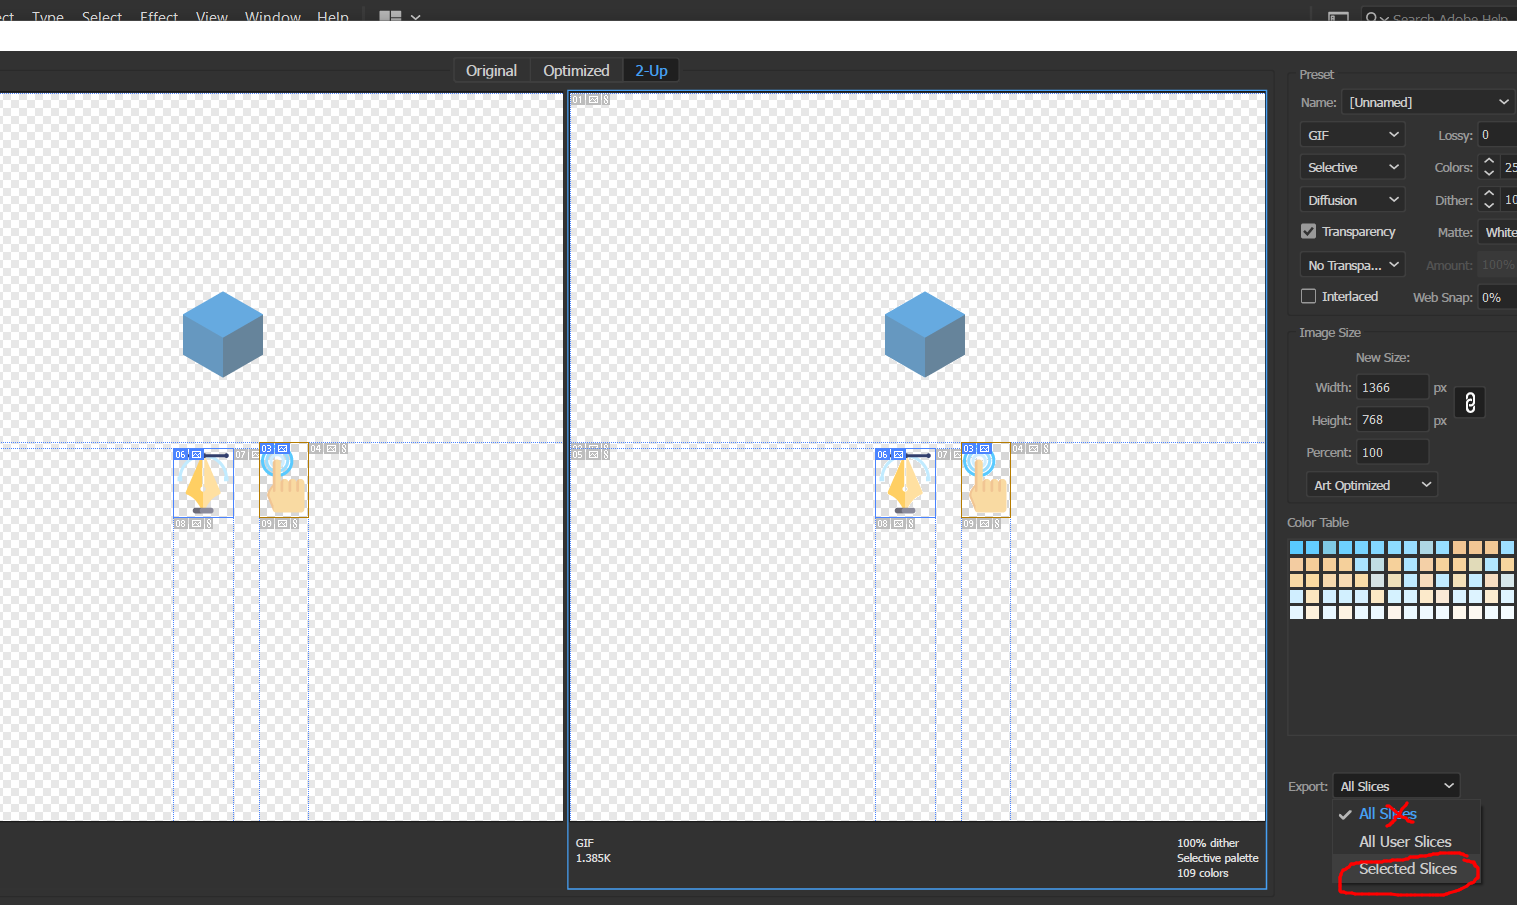 Type Select Effect View Window Help
Search Adobe Help
Original Optimized 2-Up
Preset
Name: [Unnamed]
GIF Lossy: 0
Selective Colors: 25
Diffusion Dither: 10
Transparency Matte: White
No Transpa... Amount: 100%
Interlaced Web Snap: 0%
Image Size
New Size:
Width: 1366 px
Height: 768 px
Percent: 100
Art Optimized
Color Table
01
06 07 03 04
08 09
05
06 07 03 04
08 09
Export: All Slices
All Slices
All User Slices
Selected Slices
GIF
1.385K
100% dither
Selective palette
109 colors